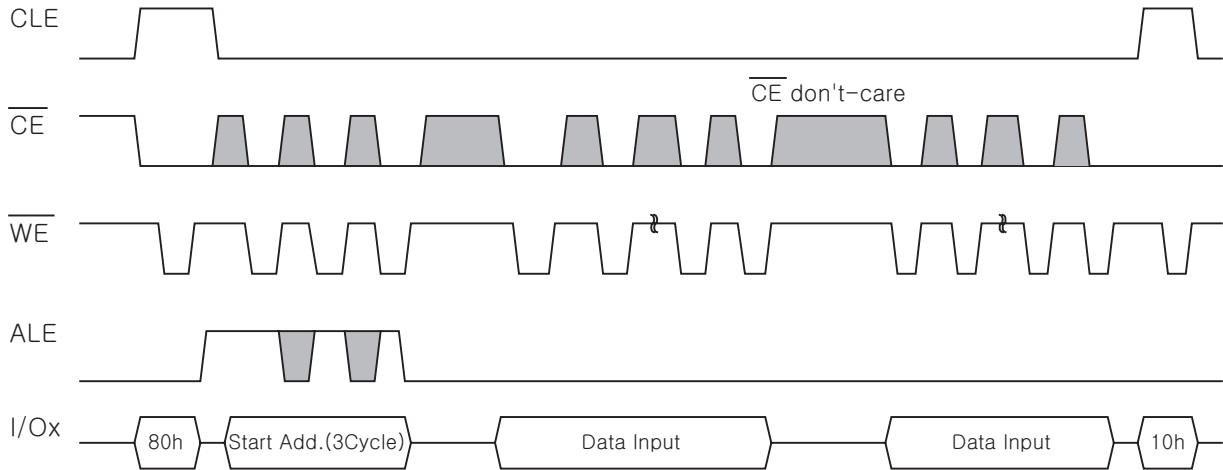 CLE
CE
CE don't-care
WE
ALE
I/Ox
80h
Start Add.(3Cycle)
Data Input
Data Input
10h